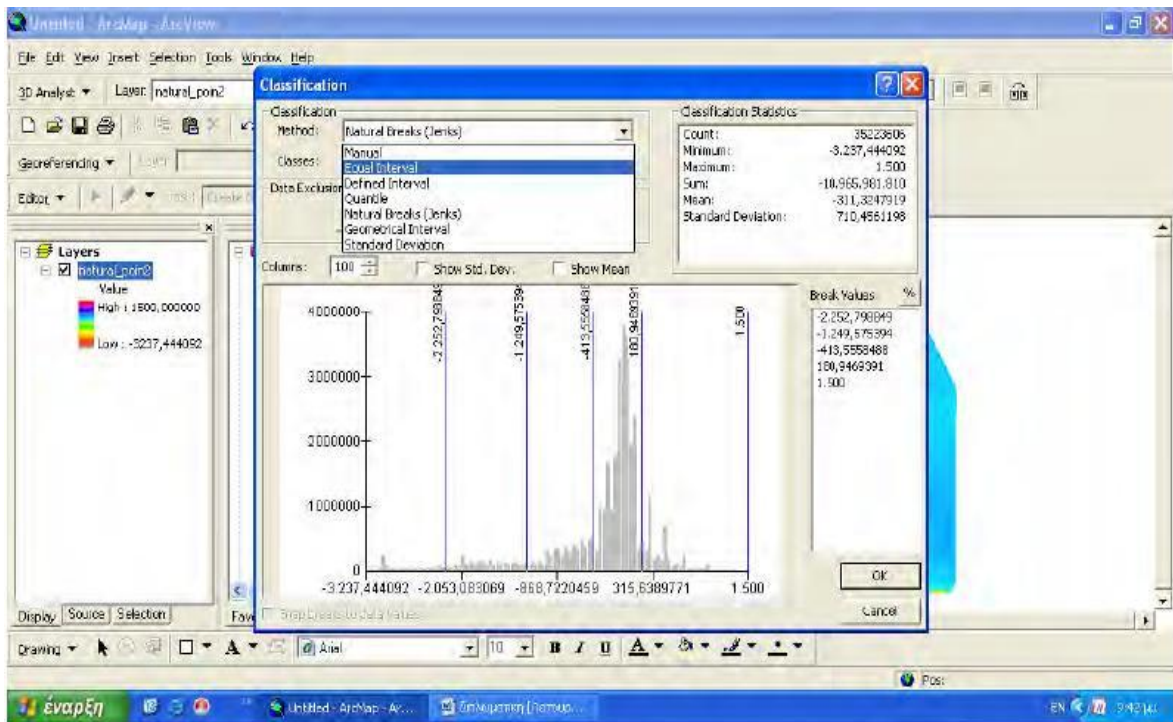 Untitled - ArcMap - ArcView
File Edit View Insert Selection Tools Window Help
3D Analyst Layer: natural_poin2
Georeferencing
Editor
Layers
natural_poin2
Value
High : 1500,000000
Low : -3237,444092
Display Source Selection
Classification
Classification
Method: Natural Breaks (Jenks)
Classes:
Data Exclusion
Manual
Equal Interval
Defined Interval
Quantile
Natural Breaks (Jenks)
Geometrical Interval
Standard Deviation
Classification Statistics
Count: 35223606
Minimum: -3.237,444092
Maximum: 1.500
Sum: -10.965.981.810
Mean: -311,3247919
Standard Deviation: 710,4561198
Columns: 100 Show Std. Dev. Show Mean
Break Values %
-2.252,798849
-1.249,575394
-413,5558488
180,9469391
1.500
-2.252,798849
-1.249,575394
-413,5558488
180,9469391
1.500
4000000
3000000
2000000
1000000
0
-3.237,444092 -2.053,083069 -868,7220459 315,6389771 1.500
OK
Cancel
Drawing Arial 10 B I U A
έναρξη Untitled - ArcMap - Ar... EN 9:42 μμ